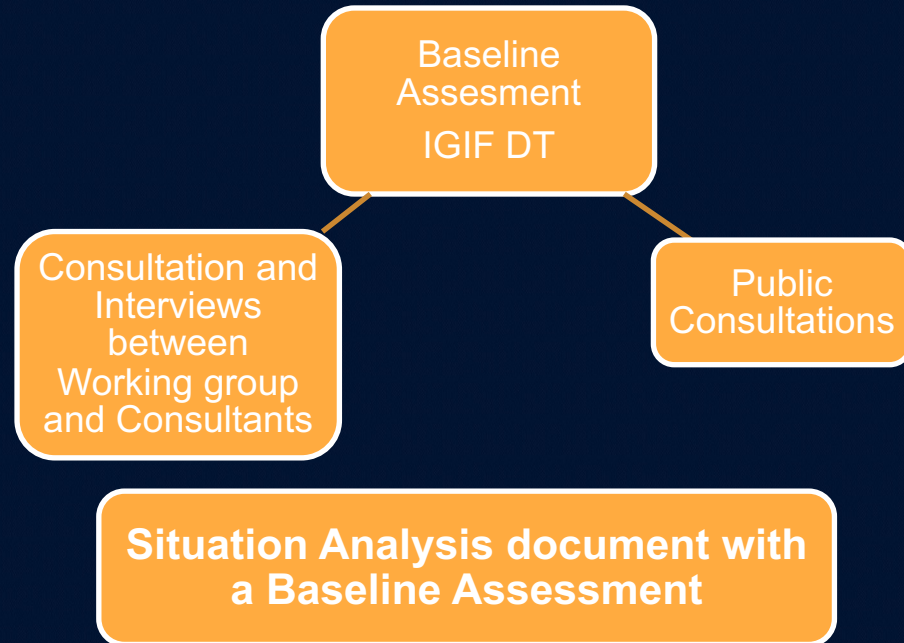 Baseline
Assesment
IGIF DT
Consultation and
Interviews
between
Working group
and Consultants
Public
Consultations
Situation Analysis document with
a Baseline Assessment